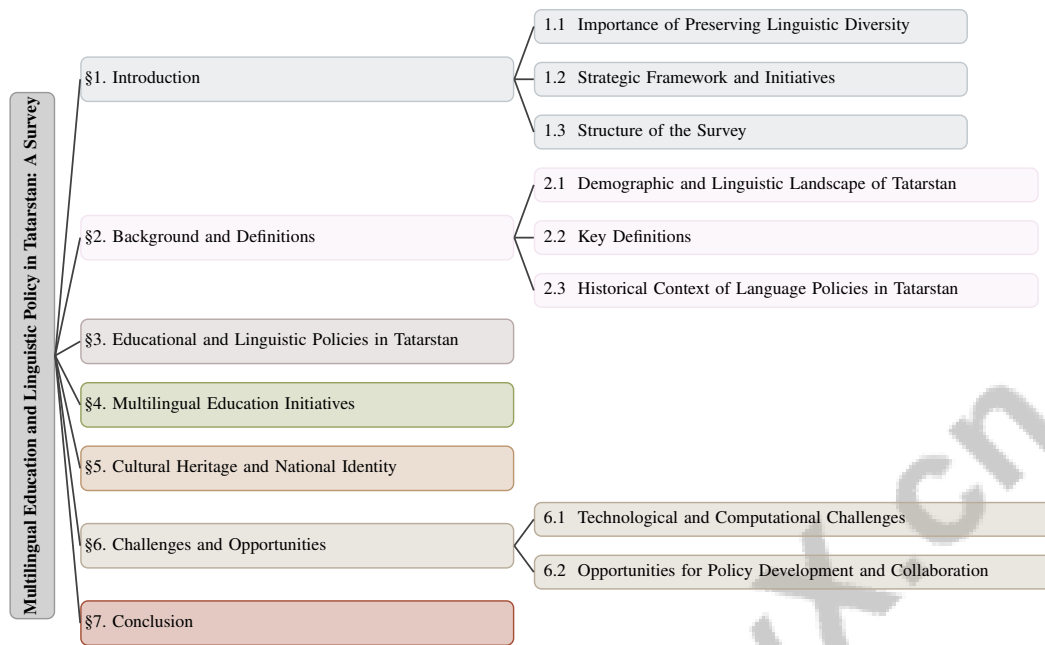 Multilingual Education and Linguistic Policy in Tatarstan: A Survey
§1. Introduction
1.1 Importance of Preserving Linguistic Diversity
1.2 Strategic Framework and Initiatives
1.3 Structure of the Survey
§2. Background and Definitions
2.1 Demographic and Linguistic Landscape of Tatarstan
2.2 Key Definitions
2.3 Historical Context of Language Policies in Tatarstan
§3. Educational and Linguistic Policies in Tatarstan
§4. Multilingual Education Initiatives
§5. Cultural Heritage and National Identity
§6. Challenges and Opportunities
6.1 Technological and Computational Challenges
6.2 Opportunities for Policy Development and Collaboration
§7. Conclusion
x.cn